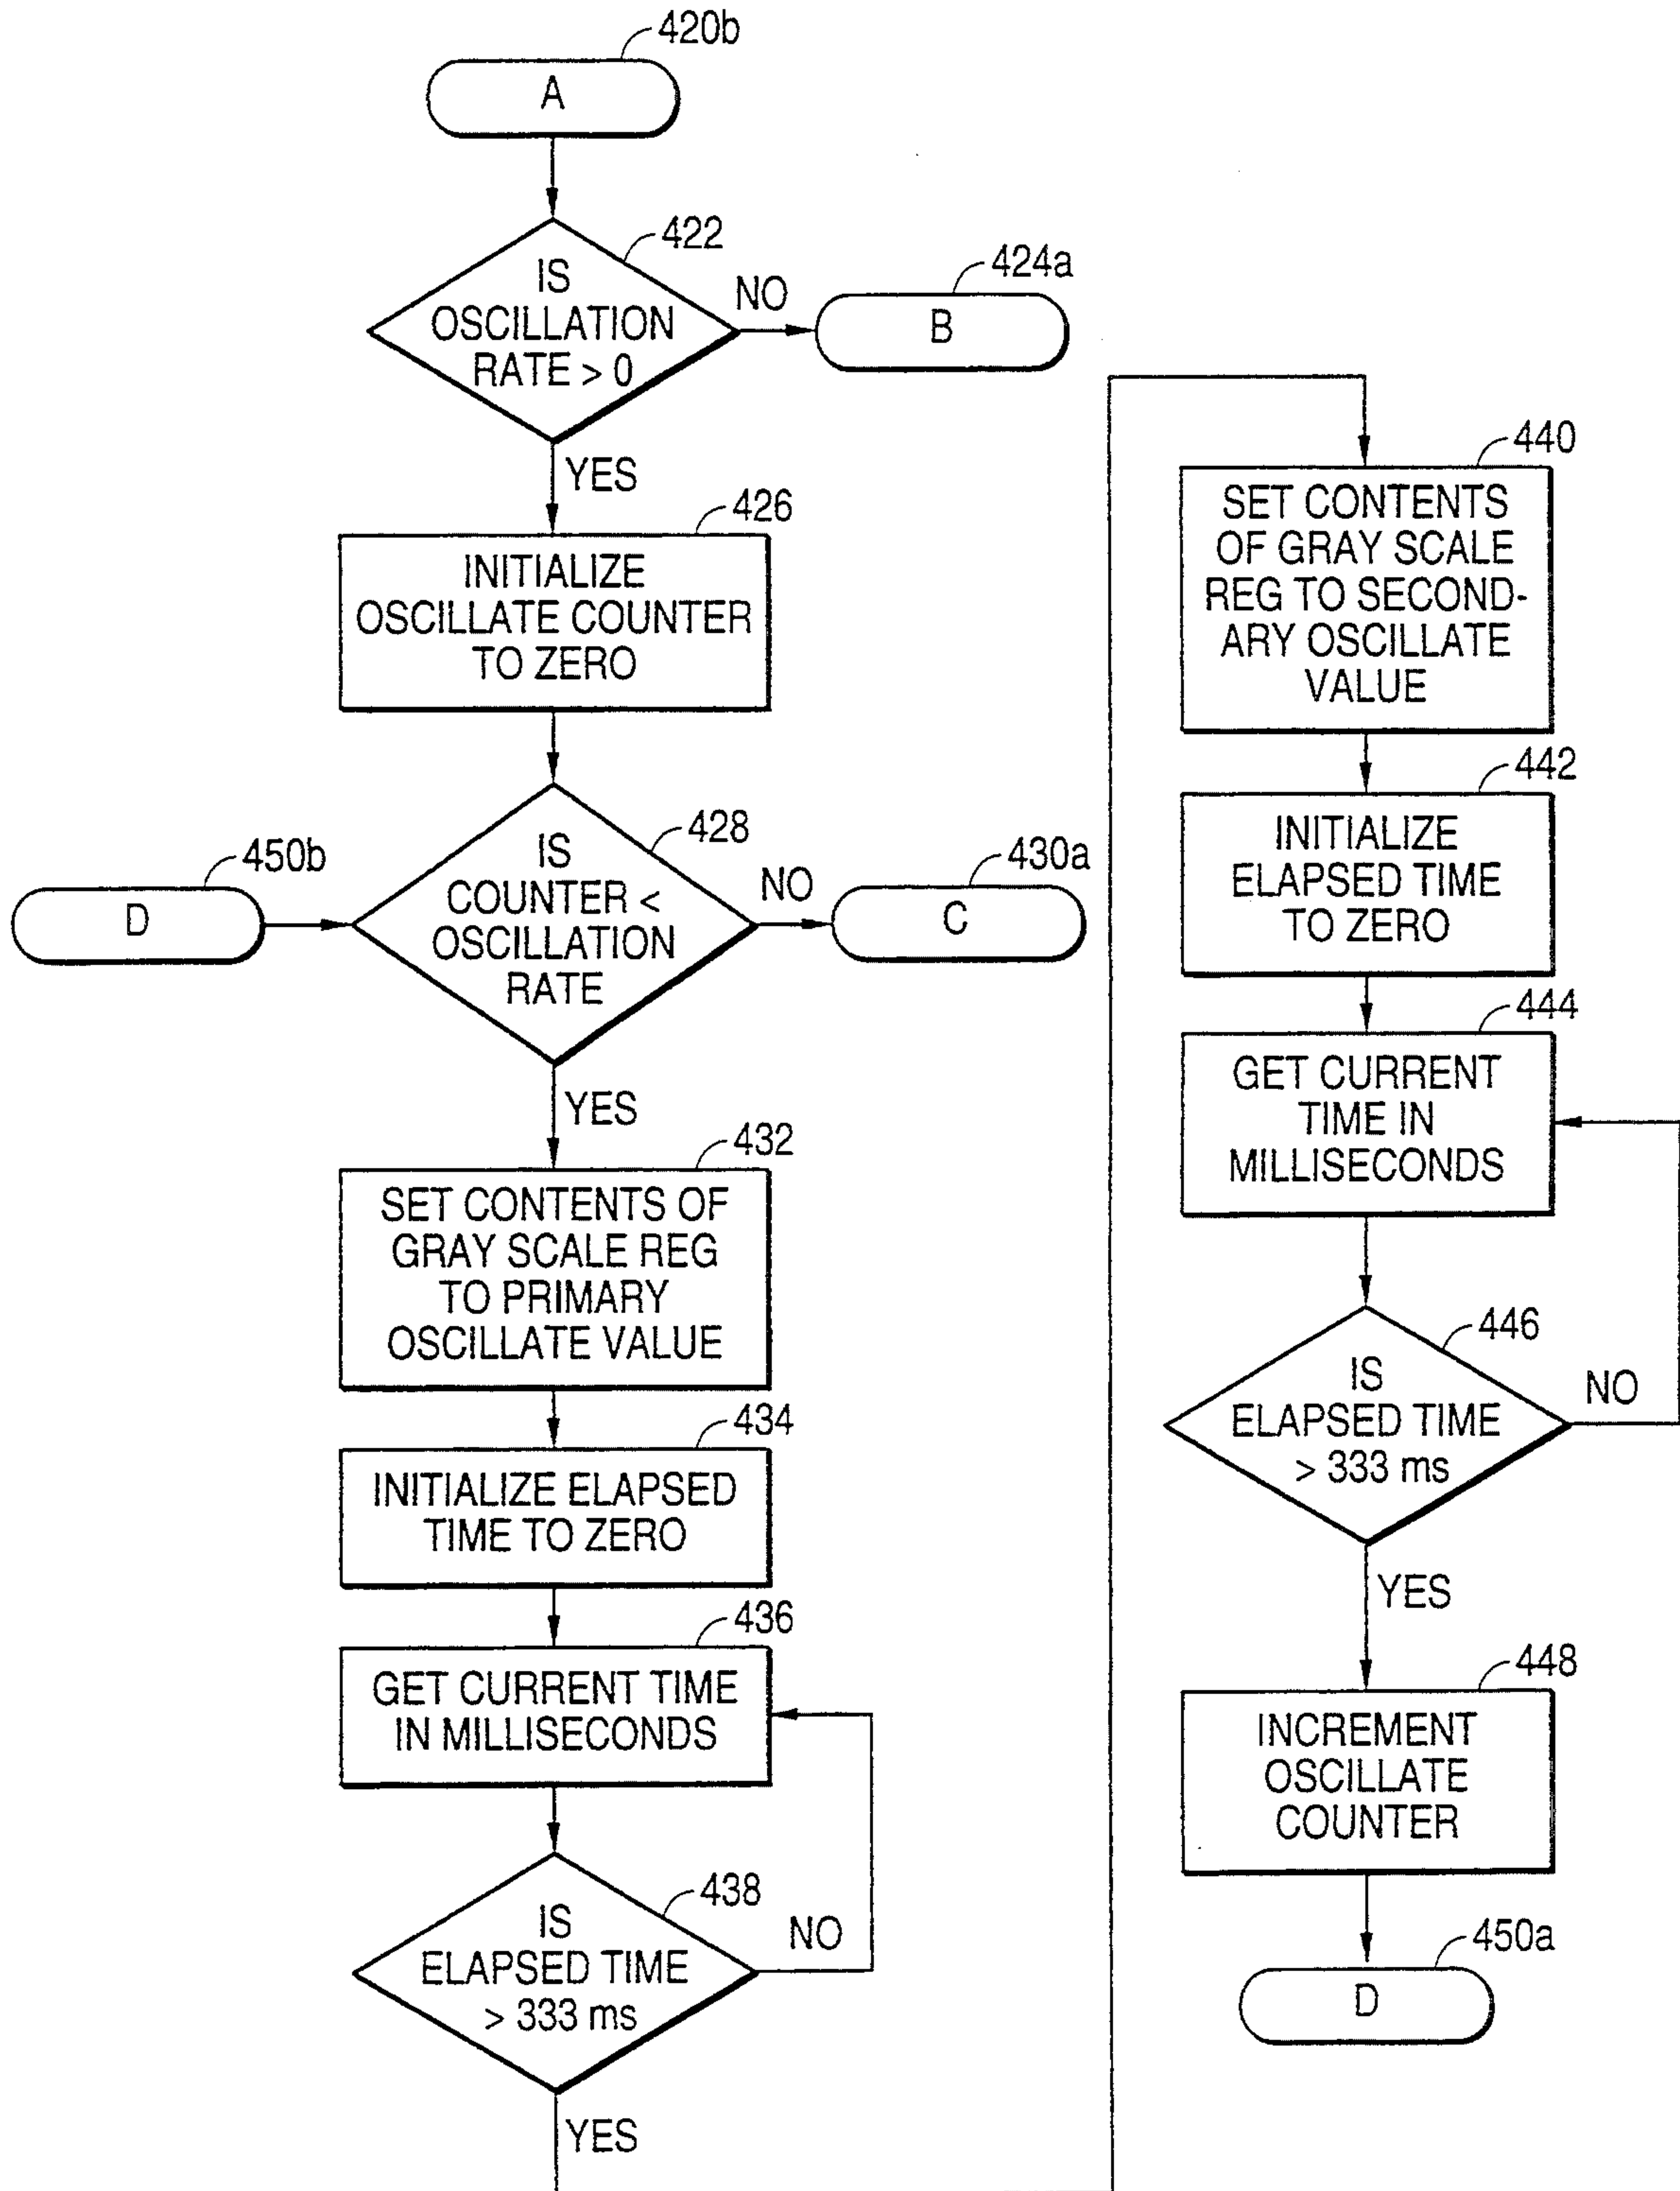 420b
A
422
IS
OSCILLATION
RATE > 0
NO
424a
B
YES
426
INITIALIZE
OSCILLATE COUNTER
TO ZERO
450b
D
428
IS
COUNTER <
OSCILLATION
RATE
NO
430a
C
YES
432
SET CONTENTS OF
GRAY SCALE REG
TO PRIMARY
OSCILLATE VALUE
434
INITIALIZE ELAPSED
TIME TO ZERO
436
GET CURRENT TIME
IN MILLISECONDS
438
IS
ELAPSED TIME
> 333 ms
NO
YES
440
SET CONTENTS
OF GRAY SCALE
REG TO SECOND-
ARY OSCILLATE
VALUE
442
INITIALIZE
ELAPSED TIME
TO ZERO
444
GET CURRENT
TIME IN
MILLISECONDS
446
IS
ELAPSED TIME
> 333 ms
NO
YES
448
INCREMENT
OSCILLATE
COUNTER
450a
D